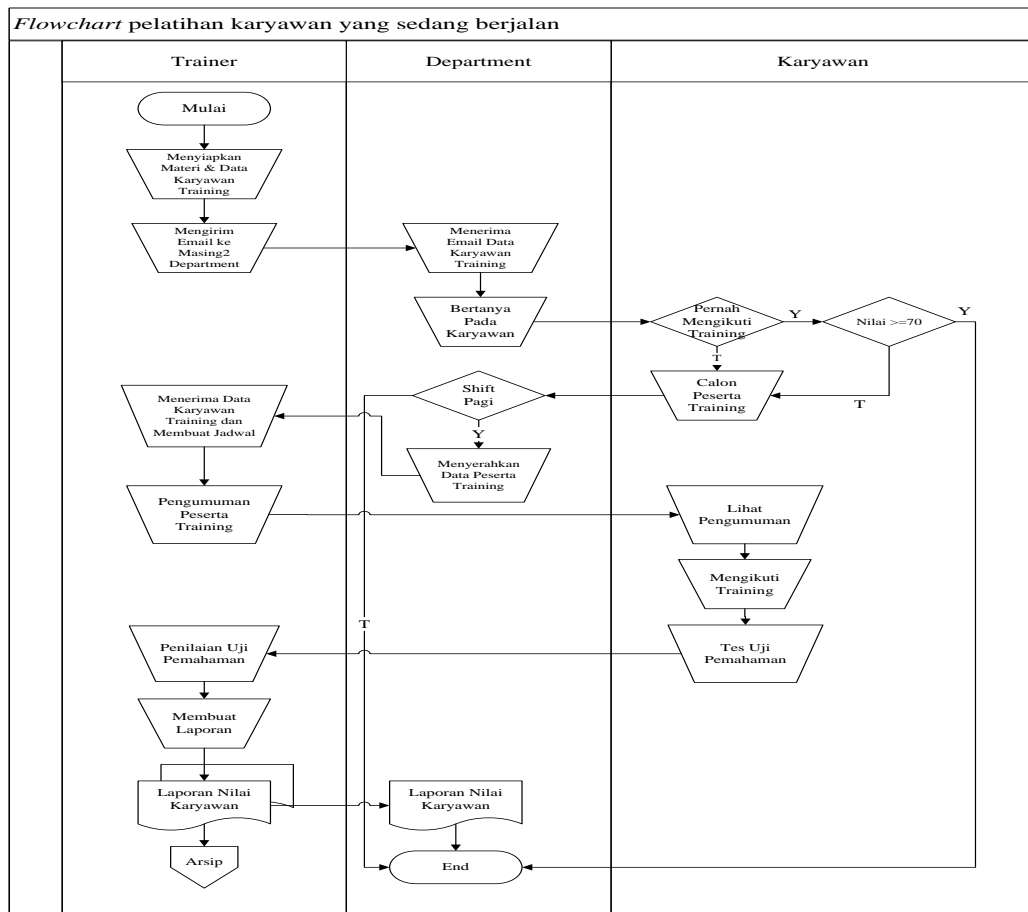 Flowchart pelatihan karyawan yang sedang berjalan
Trainer
Department
Karyawan
Mulai
Menyiapkan
Materi & Data
Karyawan
Training
Mengirim
Email ke
Masing2
Department
Menerima
Email Data
Karyawan
Training
Bertanya
Pada
Karyawan
Pernah
Mengikuti
Training
Y
Nilai >=70
Y
T
T
Calon
Peserta
Training
Shift
Pagi
Y
T
Menyerahkan
Data Peserta
Training
Menerima Data
Karyawan
Training dan
Membuat Jadwal
Pengumuman
Peserta
Training
Lihat
Pengumuman
Mengikuti
Training
Tes Uji
Pemahaman
Penilaian Uji
Pemahaman
Membuat
Laporan
Laporan Nilai
Karyawan
Laporan Nilai
Karyawan
Arsip
End